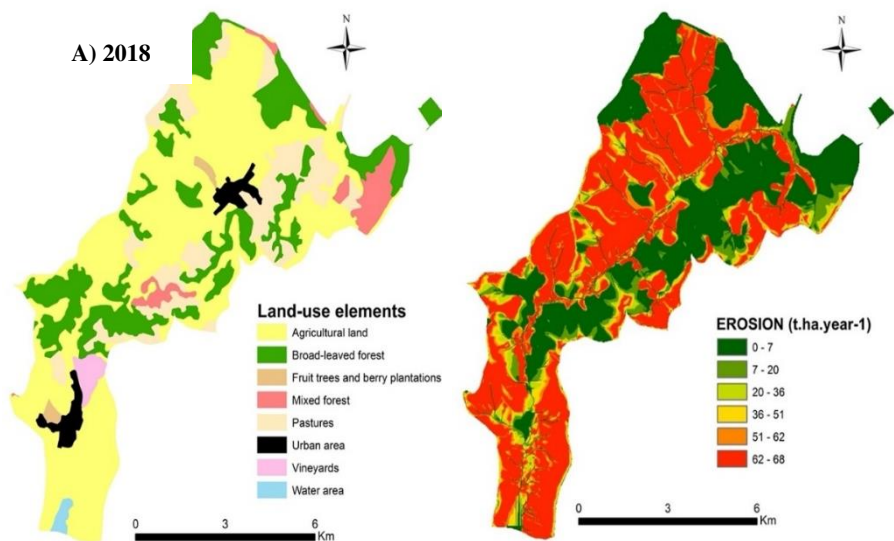 A) 2018
N
Land-use elements
Agricultural land
Broad-leaved forest
Fruit trees and berry plantations
Mixed forest
Pastures
Urban area
Vineyards
Water area
0 3 6
Km
N
EROSION (t.ha.year-1)
0 - 7
7 - 20
20 - 36
36 - 51
51 - 62
62 - 68
0 3 6
Km